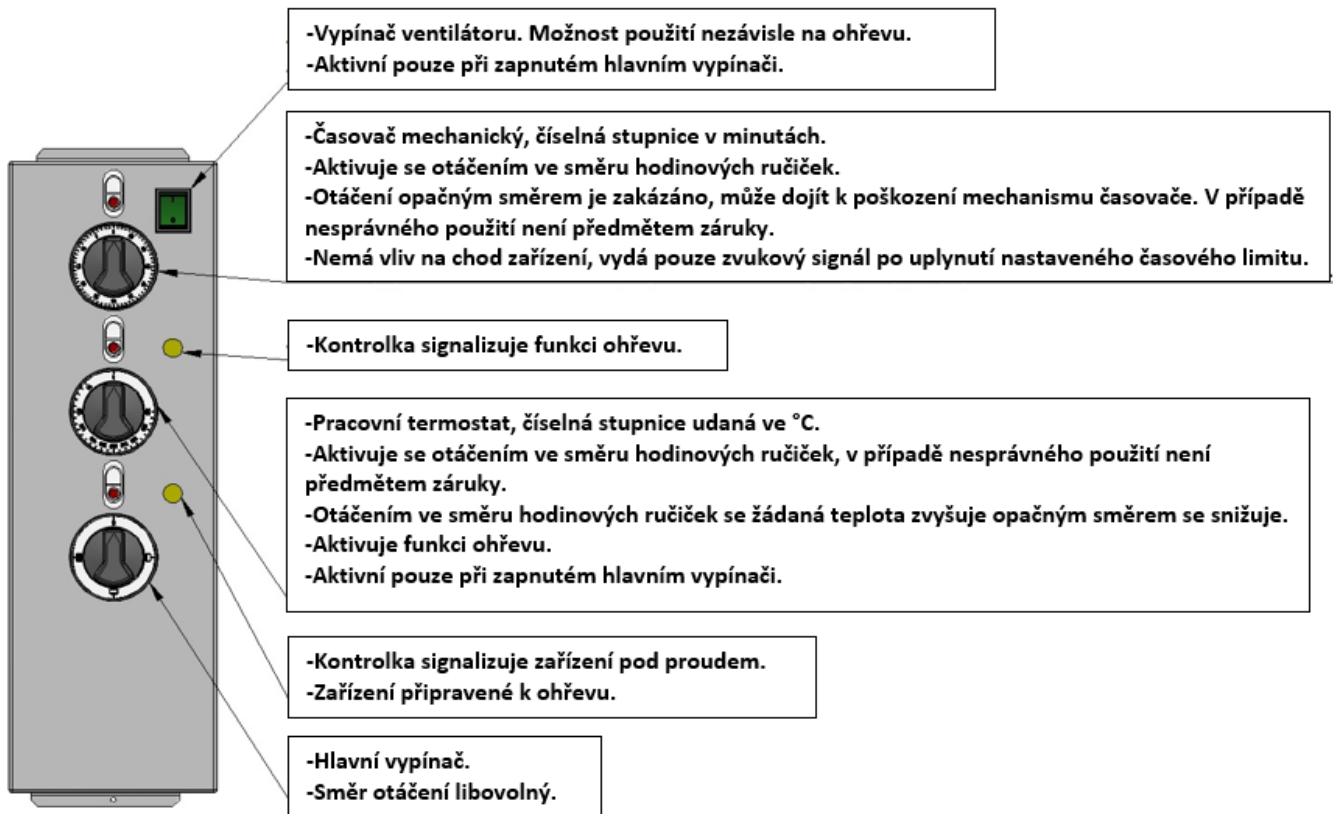 -Vypínač ventilátoru. Možnost použití nezávisle na ohřevu.
-Aktivní pouze při zapnutém hlavním vypínači.
-Časovač mechanický, číselná stupnice v minutách.
-Aktivuje se otáčením ve směru hodinových ručiček.
-Otáčení opačným směrem je zakázáno, může dojít k poškození mechanismu časovače. V případě
nesprávného použití není předmětem záruky.
-Nemá vliv na chod zařízení, vydá pouze zvukový signál po uplynutí nastaveného časového limitu.
-Kontrolka signalizuje funkci ohřevu.
-Pracovní termostat, číselná stupnice udaná ve °C.
-Aktivuje se otáčením ve směru hodinových ručiček, v případě nesprávného použití není
předmětem záruky.
-Otáčením ve směru hodinových ručiček se žádaná teplota zvyšuje opačným směrem se snižuje.
-Aktivuje funkci ohřevu.
-Aktivní pouze při zapnutém hlavním vypínači.
-Kontrolka signalizuje zařízení pod proudem.
-Zařízení připravené k ohřevu.
-Hlavní vypínač.
-Směr otáčení libovolný.